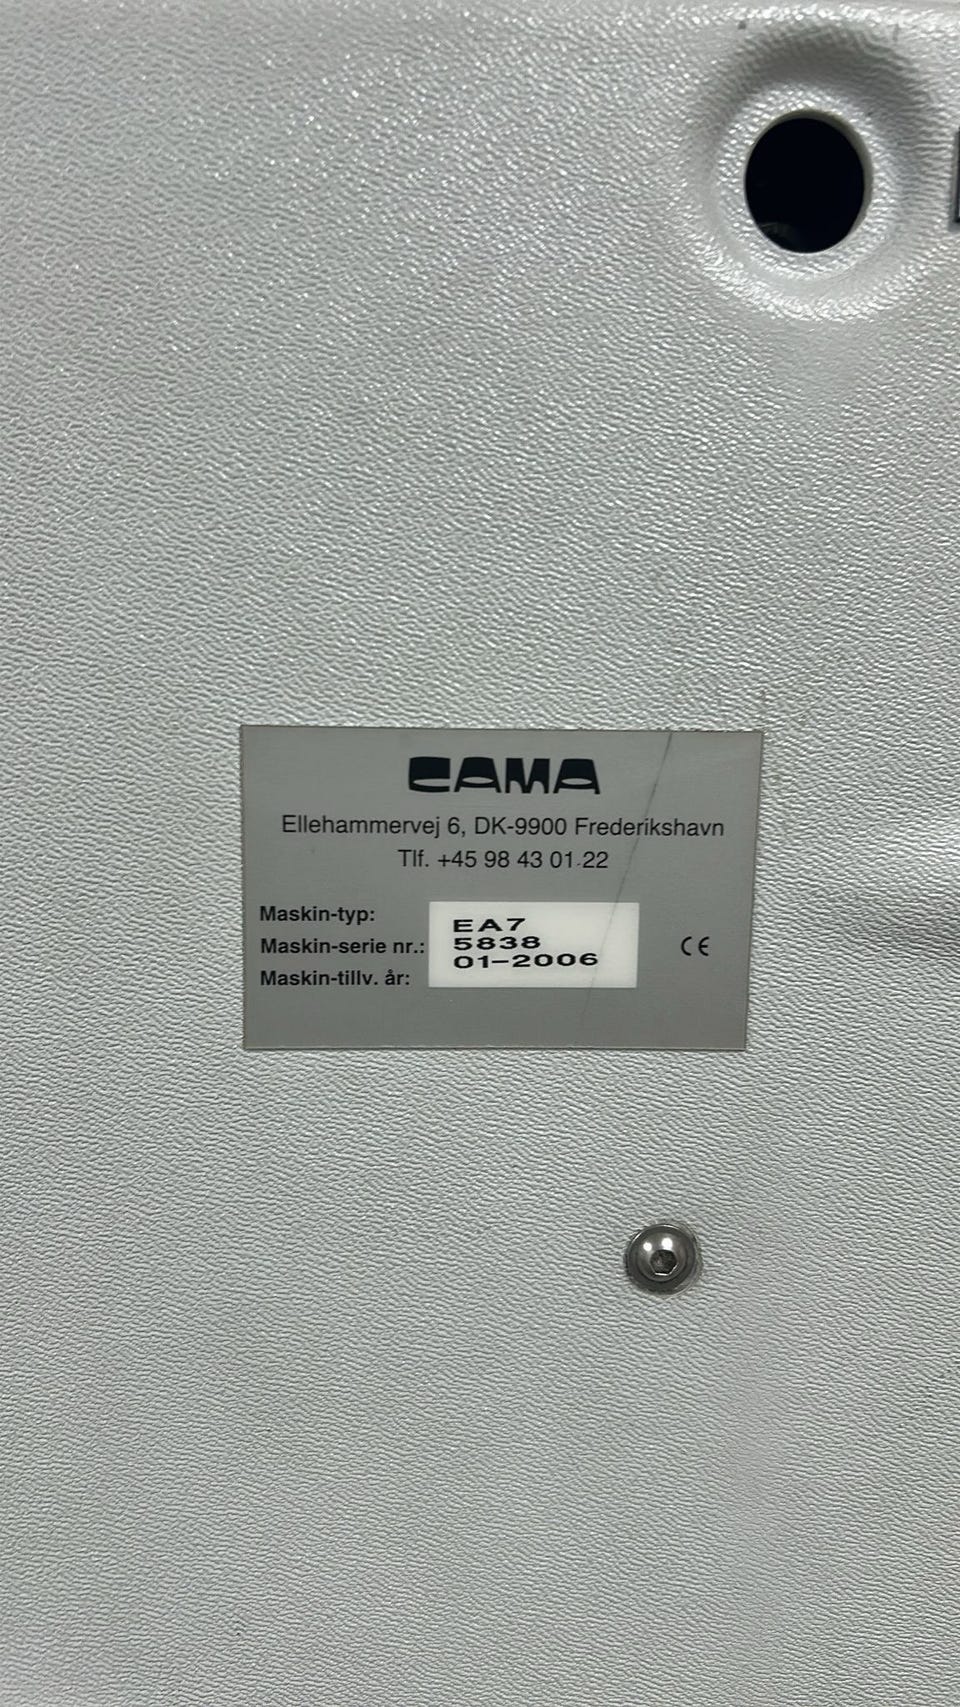 CAMA
Ellehammervej 6, DK-9900 Frederikshavn
Tlf. +45 98 43 01 22
Maskin-typ: EA7
Maskin-serie nr.: 5838
Maskin-tillv. år: 01-2006
CE